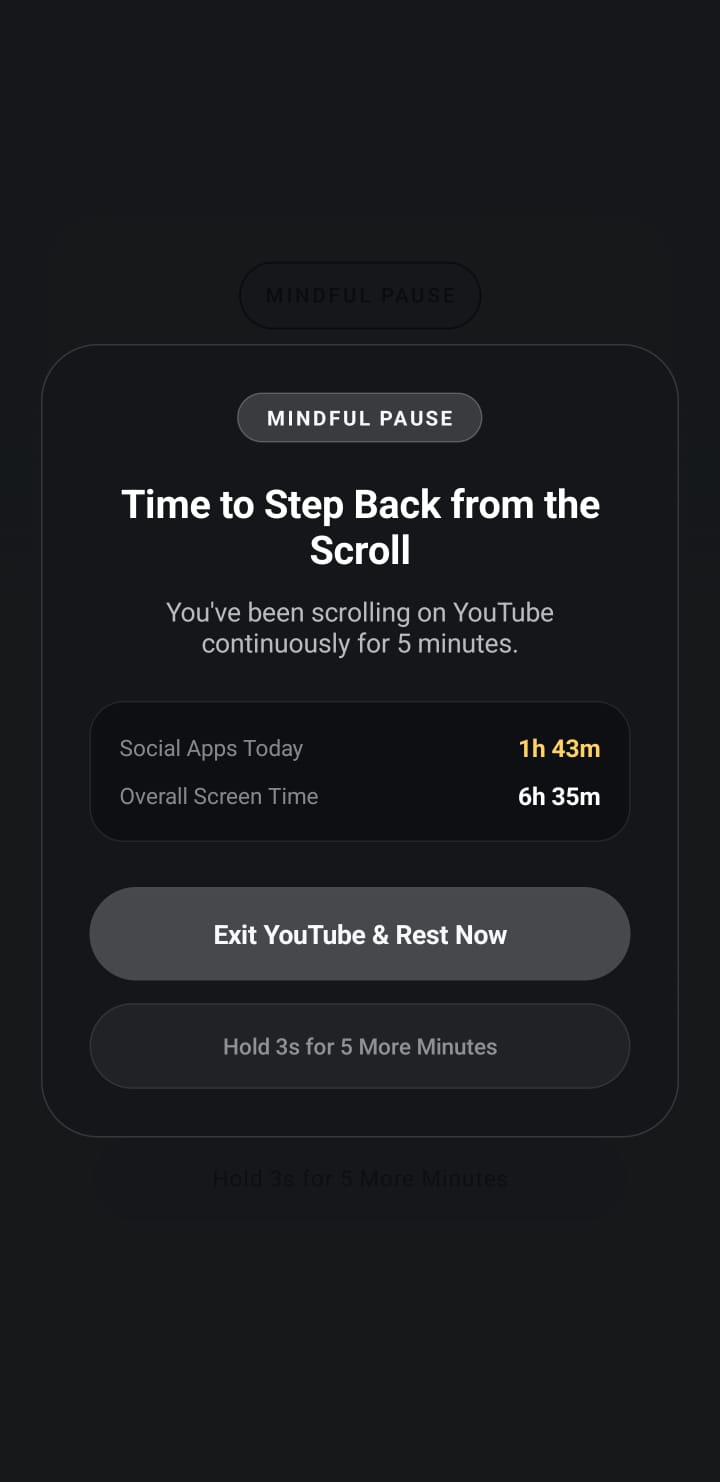 MINDFUL PAUSE
MINDFUL PAUSE
Time to Step Back from the
Scroll
You've been scrolling on YouTube
continuously for 5 minutes.
Social Apps Today 1h 43m
Overall Screen Time 6h 35m
Exit YouTube & Rest Now
Hold 3s for 5 More Minutes
Hold 3s for 5 More Minutes